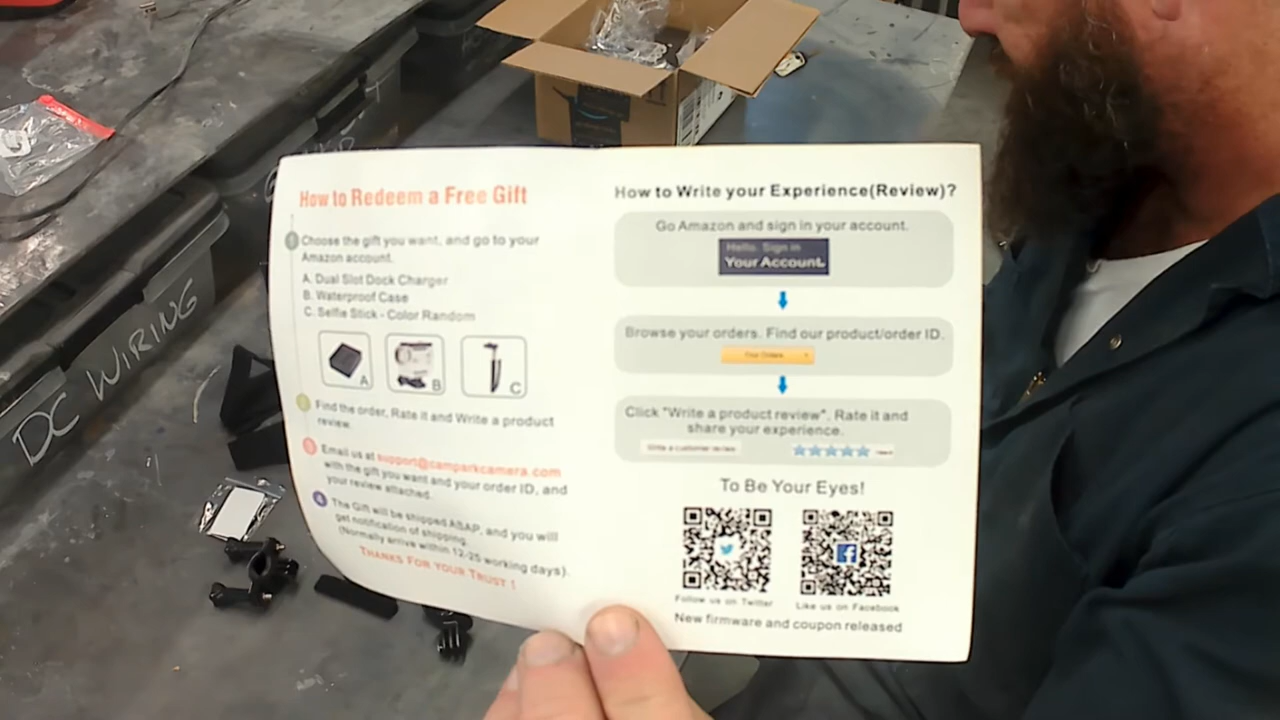 How to Redeem a Free Gift
1 Choose the gift you want, and go to your
Amazon account.
A. Dual Slot Dock Charger
B. Waterproof Case
C. Selfie Stick - Color Random
A
B
C
Find the order, Rate it and Write a product
review.
3 Email us at support@camparkcamera.com
with the gift you want and your order ID, and
your review attached.
4 The Gift will be shipped ASAP, and you will
get notification of shipping.
(Normally arrive within 12-25 working days).
THANKS FOR YOUR TRUST !
How to Write your Experience(Review)?
Go Amazon and sign in your account.
Hello. Sign in
Your Account
Browse your orders. Find our product/order ID.
Your Orders
Click "Write a product review". Rate it and
share your experience.
Write a customer review
To Be Your Eyes!
Follow us on Twitter
Like us on Facebook
New firmware and coupon released
DC WIRING